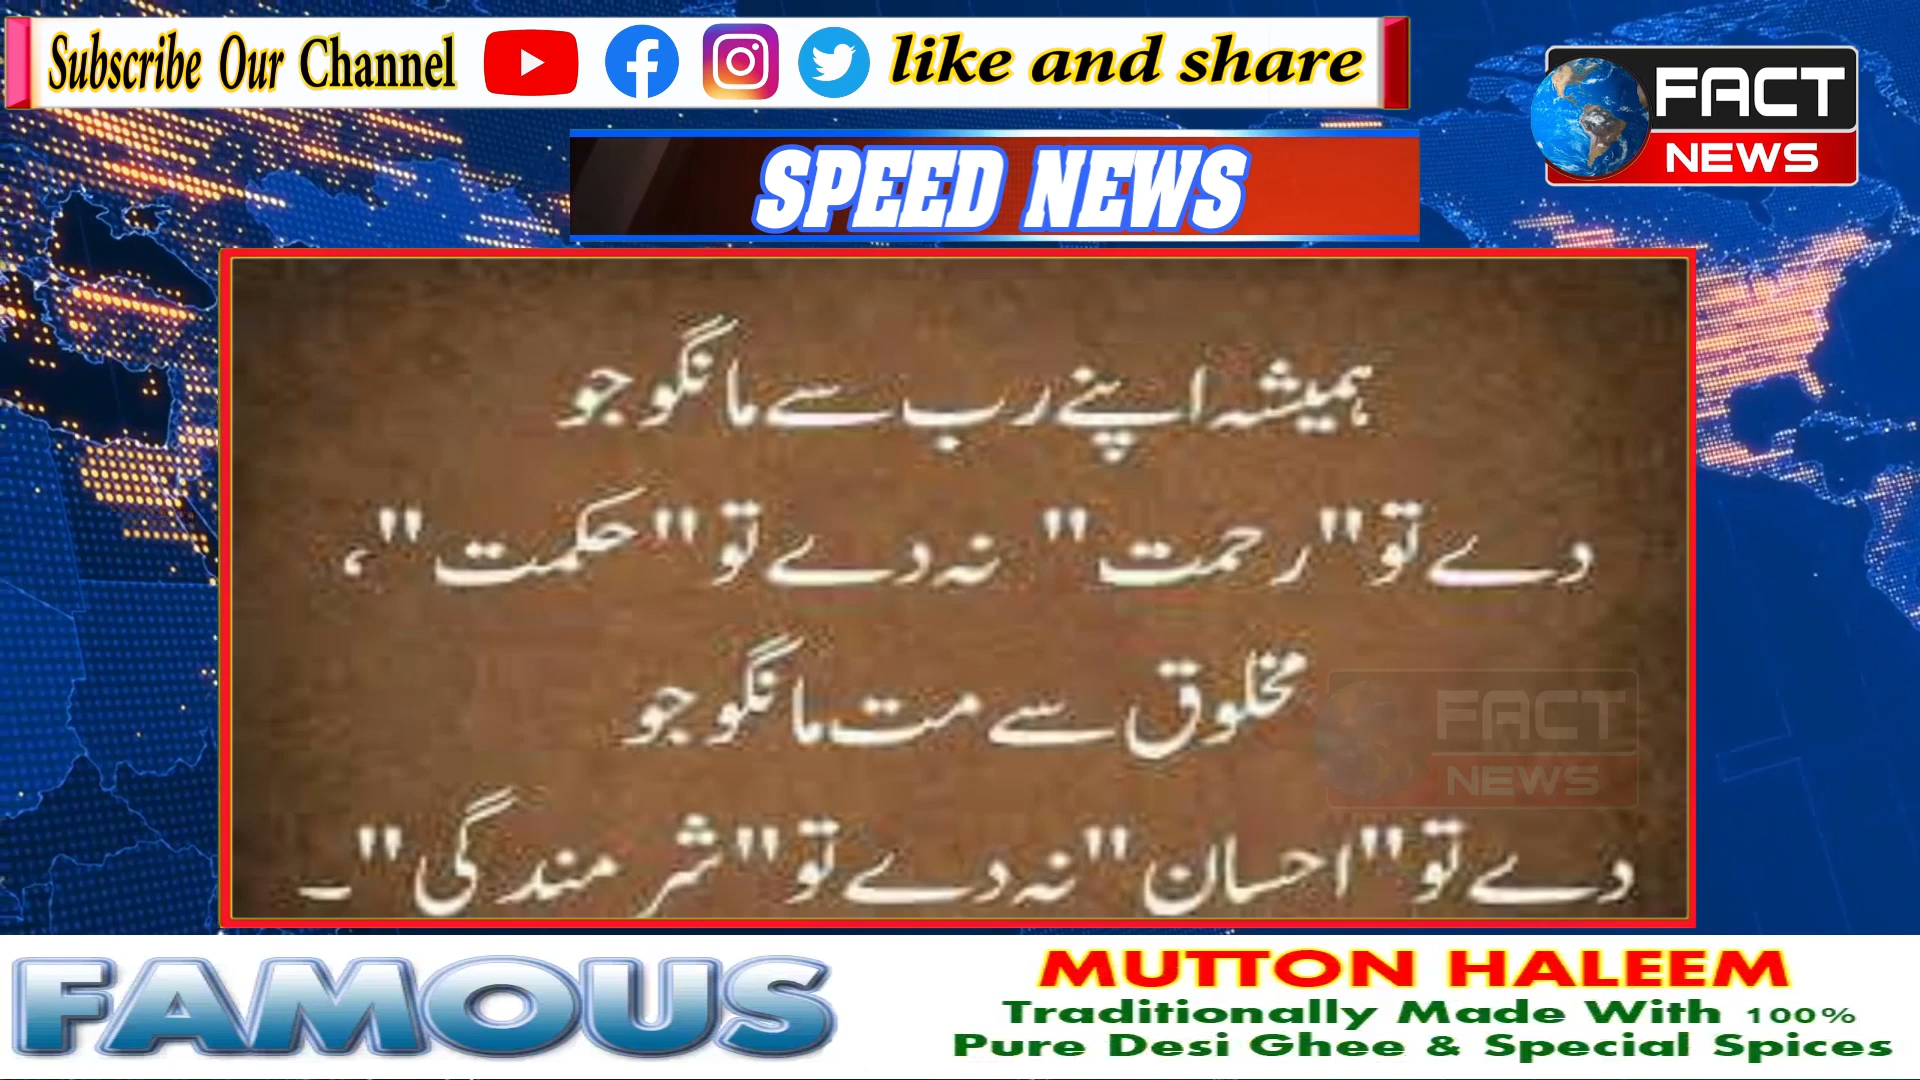 Subscribe Our Channel like and share
FACT
NEWS
SPEED NEWS
ہمیشہ اپنے رب سے مانگو جو
دے تو "رحمت" نہ دے تو "حکمت"،
مخلوق سے مت مانگو جو
دے تو "احسان" نہ دے تو "شرمندگی"۔
FACT
NEWS
FAMOUS
MUTTON HALEEM
Traditionally Made With 100%
Pure Desi Ghee & Special Spices